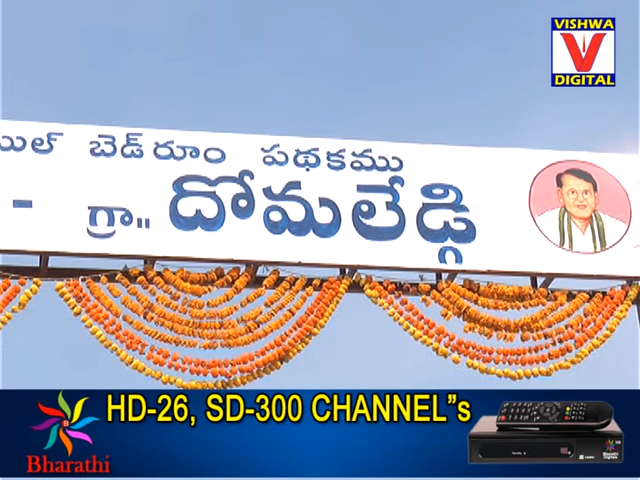 VISHWA
V
DIGITAL
బెడ్ రూం పథకము
- గ్రా.. దోమలేడ్గి
HD-26, SD-300 CHANNEL"s
Bharathi